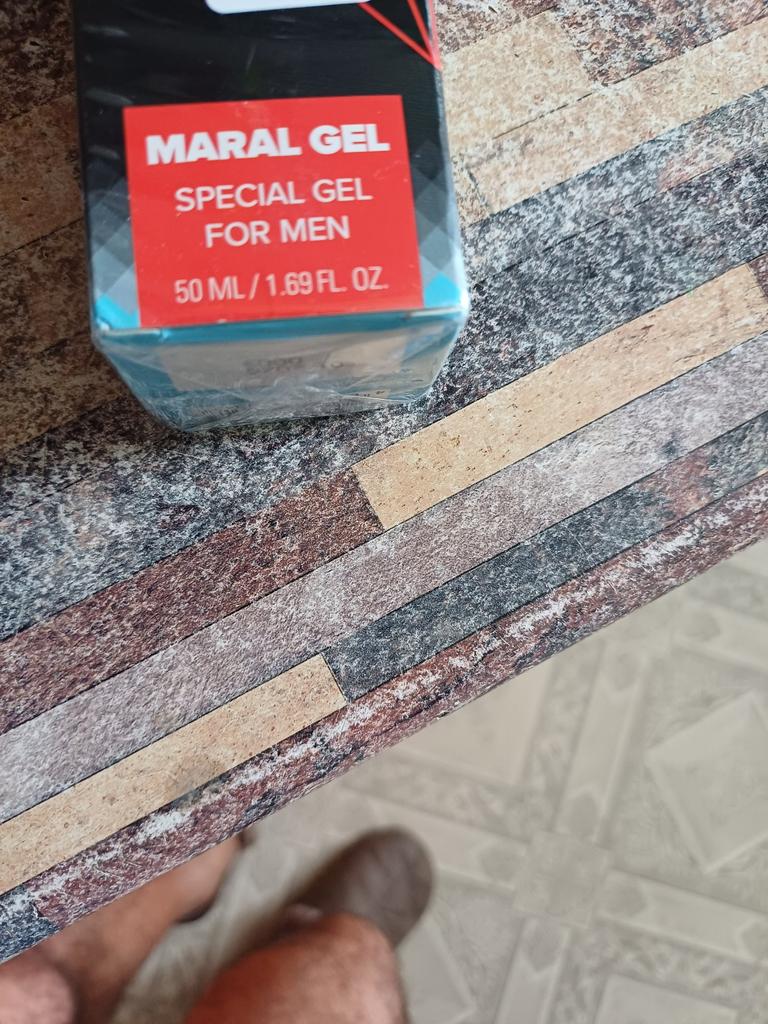 MARAL GEL
SPECIAL GEL
FOR MEN
50 ML / 1.69 FL. OZ.